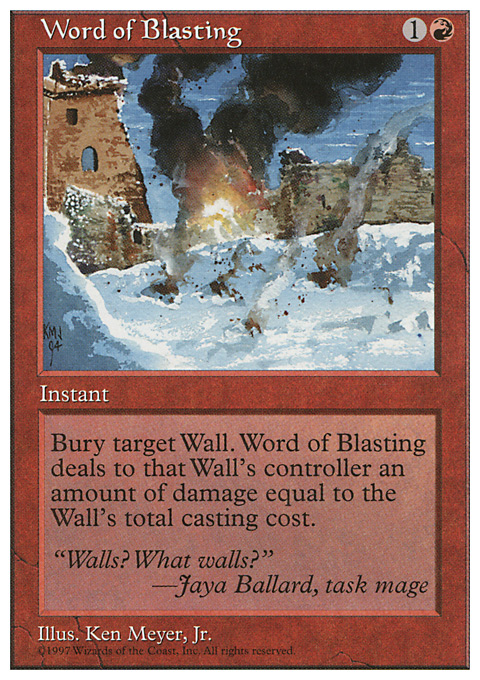 Word of Blasting 1
KMJ
94
Instant
Bury target Wall. Word of Blasting
deals to that Wall's controller an
amount of damage equal to the
Wall's total casting cost.
“Walls? What walls?”
—Jaya Ballard, task mage
Illus. Ken Meyer, Jr.
©1997 Wizards of the Coast, Inc. All rights reserved.